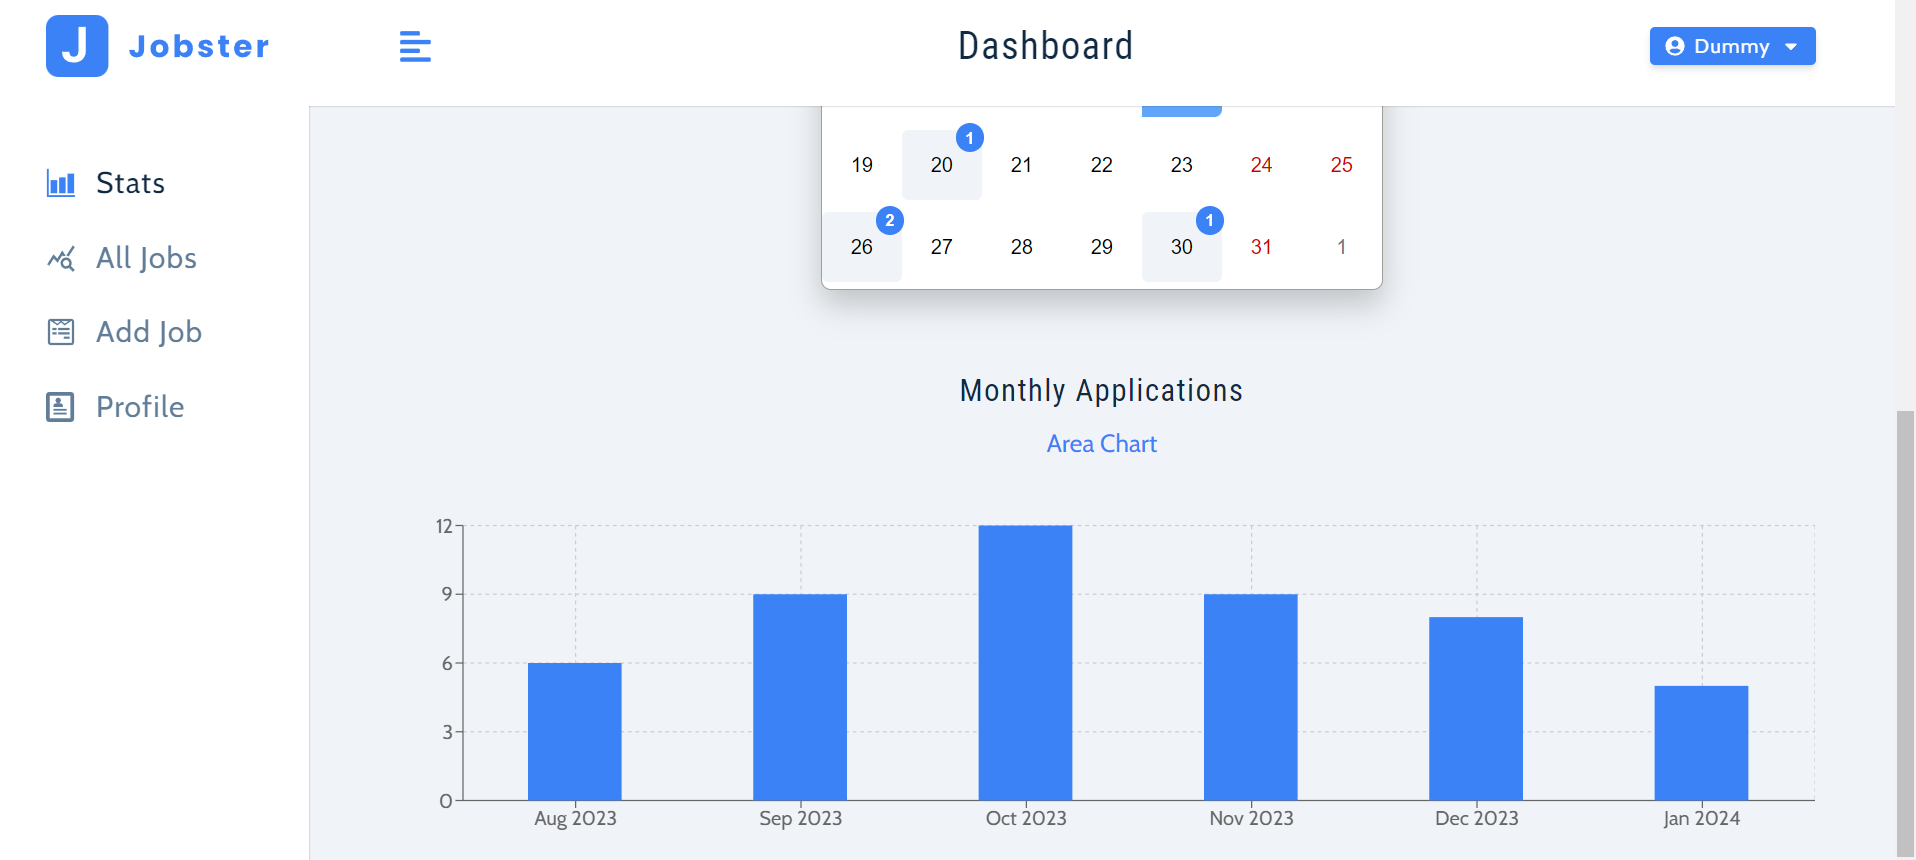 J Jobster
Dashboard
Dummy
Stats
All Jobs
Add Job
Profile
1
19 20 21 22 23 24 25
2 1
26 27 28 29 30 31 1
Monthly Applications
Area Chart
12
9
6
3
0
Aug 2023 Sep 2023 Oct 2023 Nov 2023 Dec 2023 Jan 2024